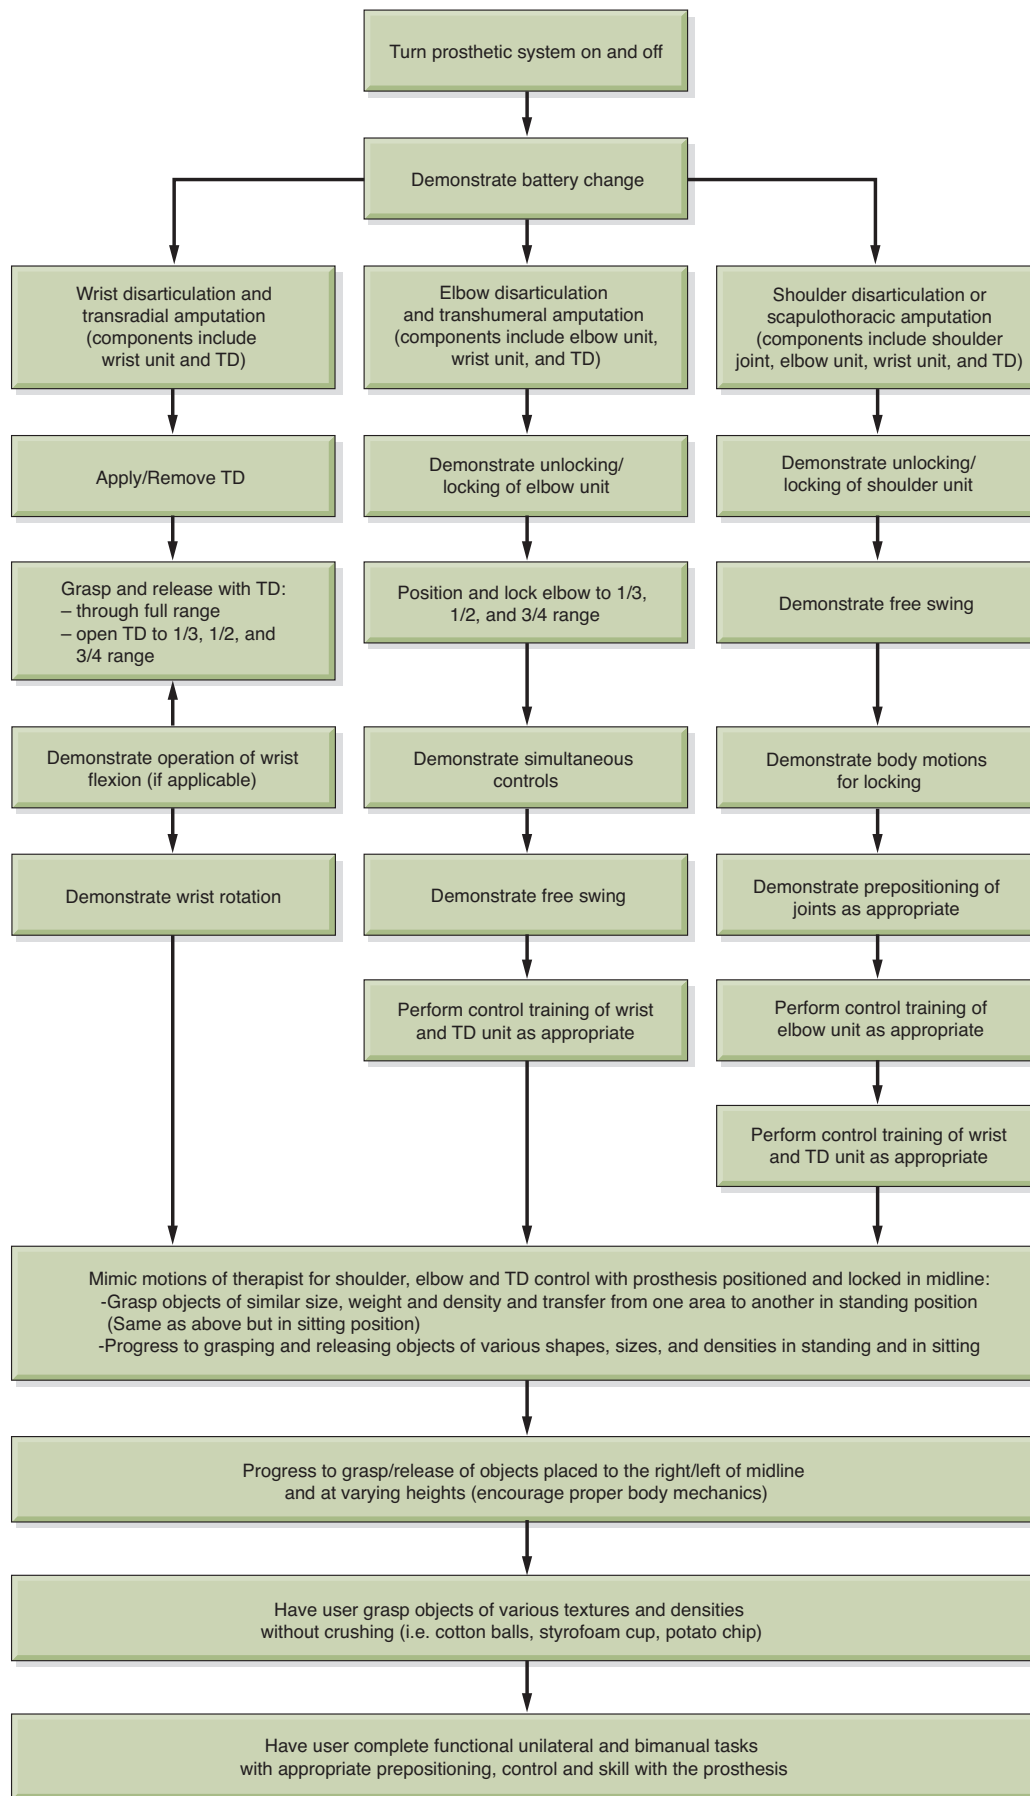 Turn prosthetic system on and off
Demonstrate battery change
Wrist disarticulation and
transradial amputation
(components include
wrist unit and TD)
Apply/Remove TD
Grasp and release with TD:
– through full range
– open TD to 1/3, 1/2, and
3/4 range
Demonstrate operation of wrist
flexion (if applicable)
Demonstrate wrist rotation
Elbow disarticulation
and transhumeral amputation
(components include elbow unit,
wrist unit, and TD)
Demonstrate unlocking/
locking of elbow unit
Position and lock elbow to 1/3,
1/2, and 3/4 range
Demonstrate simultaneous
controls
Demonstrate free swing
Perform control training of wrist
and TD unit as appropriate
Shoulder disarticulation or
scapulothoracic amputation
(components include shoulder
joint, elbow unit, wrist unit, and TD)
Demonstrate unlocking/
locking of shoulder unit
Demonstrate free swing
Demonstrate body motions
for locking
Demonstrate prepositioning of
joints as appropriate
Perform control training of
elbow unit as appropriate
Perform control training of wrist
and TD unit as appropriate
Mimic motions of therapist for shoulder, elbow and TD control with prosthesis positioned and locked in midline:
-Grasp objects of similar size, weight and density and transfer from one area to another in standing position
(Same as above but in sitting position)
-Progress to grasping and releasing objects of various shapes, sizes, and densities in standing and in sitting
Progress to grasp/release of objects placed to the right/left of midline
and at varying heights (encourage proper body mechanics)
Have user grasp objects of various textures and densities
without crushing (i.e. cotton balls, styrofoam cup, potato chip)
Have user complete functional unilateral and bimanual tasks
with appropriate prepositioning, control and skill with the prosthesis